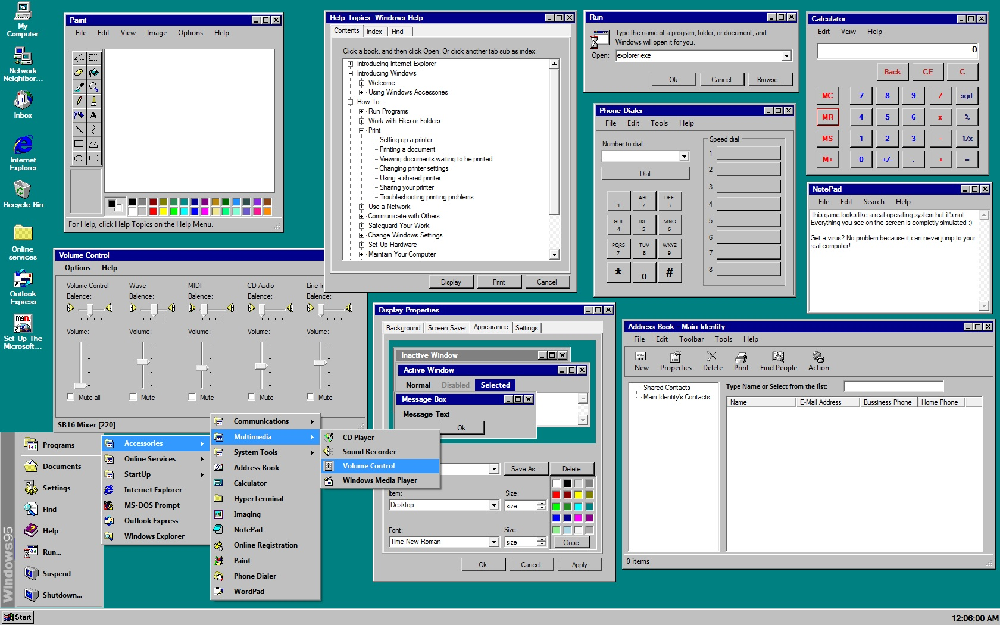 My
Computer
Network
Neighbor...
Inbox
Internet
Explorer
Recycle Bin
Online
services
Outlook
Express
msn.
Set Up The
Microsoft...
Paint
File Edit View Image Options Help
A
For Help, click Help Topics on the Help Menu.
Volume Control
Options Help
Volume Control Wave MIDI CD Audio Line-In
Balence: Balence: Balence: Balence: Balence:
Volume: Volume: Volume: Volume: Volume:
Mute all Mute Mute Mute
SB16 Mixer [220]
Help Topics: Windows Help
Contents Index Find
Click a book, and then click Open. Or click another tab sub as index.
Introducing Internet Explorer
Introducing Windows
Welcome
Using Windows Accessories
How To...
Run Programs
Work with Files or Folders
Print
Setting up a printer
Printing a document
Viewing documents waiting to be printed
Changing printer settings
Using a shared printer
Sharing your printer
Troubleshooting printing problems
Use a Network
Communicate with Others
Safeguard Your Work
Change Windows Settings
Set Up Hardware
Maintain Your Computer
Display Print Cancel
Run
Type the name of a program, folder, or document, and
Windows will open it for you.
Open: explorer.exe
Ok Cancel Browse...
Phone Dialer
File Edit Tools Help
Number to dial:
Dial
Speed dial
1
2
3
4
5
6
7
8
ABC DEF
1 2 3
GHI JKL MNO
4 5 6
PQRS TUV WXYZ
7 8 9
* 0 #
Calculator
Edit Veiw Help
0
Back CE C
MC 7 8 9 / sqrt
MR 4 5 6 x %
MS 1 2 3 - 1/x
M+ 0 +/- . + =
NotePad
File Edit Search Help
This game looks like a real operating system but it's not.
Everything you see on the screen is completly simulated :)
Get a virus? No problem because it can never jump to your
real computer!
Display Properties
Background Screen Saver Appearance Settings
Inactive Window
Active Window
Normal Disabled Selected
Message Box
Message Text
Ok
Save As... Delete
Item: Size:
Desktop size
Font: Size:
Time New Roman size
Close
Ok Cancel Apply
Address Book - Main Identity
File Edit Toolbar Tools Help
New Properties Delete Print Find People Action
Shared Contacts
Main Identity's Contacts
Type Name or Select from the list:
Name E-Mail Address Bussiness Phone Home Phone
0 items
Windows95
Programs
Documents
Settings
Find
Help
Run...
Suspend
Shutdown...
Accessories
Online Services
StartUp
Internet Explorer
MS-DOS Prompt
Outlook Express
Windows Explorer
Communications
Multimedia
System Tools
Address Book
Calculator
HyperTerminal
Imaging
NotePad
Online Registration
Paint
Phone Dialer
WordPad
CD Player
Sound Recorder
Volume Control
Windows Media Player
Start
12:06:00 AM